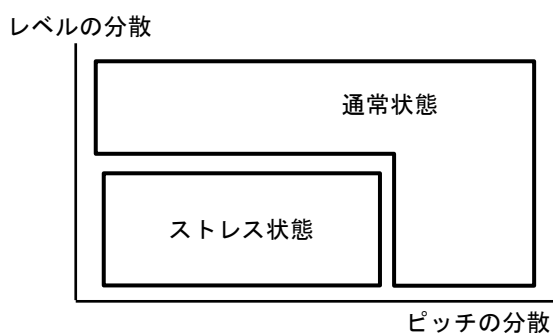 レベルの分散
通常状態
ストレス状態
ピッチの分散